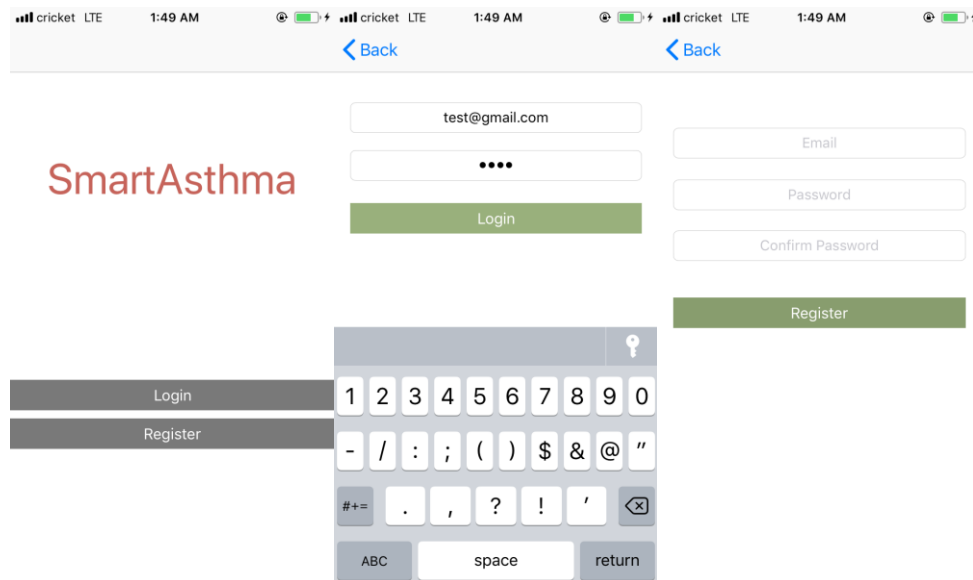 cricket LTE 1:49 AM
SmartAsthma
Login
Register
cricket LTE 1:49 AM
Back
test@gmail.com
••••
Login
1 2 3 4 5 6 7 8 9 0
- / : ; ( ) $ & @ "
#+= . , ? ! '
ABC space return
cricket LTE 1:49 AM
Back
Email
Password
Confirm Password
Register